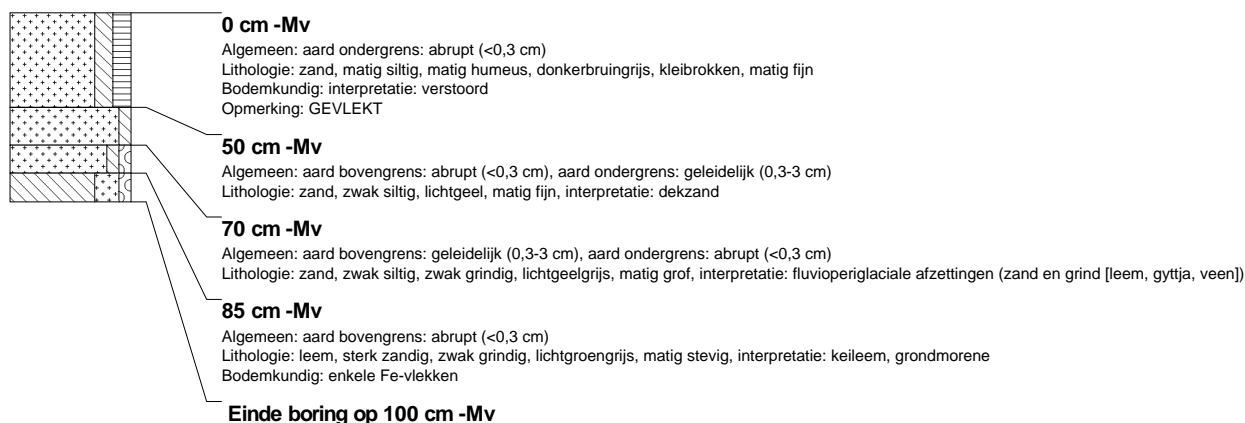 0 cm -Mv
Algemeen: aard ondergrens: abrupt (<0,3 cm)
Lithologie: zand, matig siltig, matig humeus, donkerbruingrijs, kleibrokken, matig fijn
Bodemkundig: interpretatie: verstoord
Opmerking: GEVLEKT
50 cm -Mv
Algemeen: aard bovengrens: abrupt (<0,3 cm), aard ondergrens: geleidelijk (0,3-3 cm)
Lithologie: zand, zwak siltig, lichtgeel, matig fijn, interpretatie: dekzand
70 cm -Mv
Algemeen: aard bovengrens: geleidelijk (0,3-3 cm), aard ondergrens: abrupt (<0,3 cm)
Lithologie: zand, zwak siltig, zwak grindig, lichtgeelgrijs, matig grof, interpretatie: fluvioperiglaciale afzettingen (zand en grind [leem, gyttja, veen])
85 cm -Mv
Algemeen: aard bovengrens: abrupt (<0,3 cm)
Lithologie: leem, sterk zandig, zwak grindig, lichtgroengrijs, matig stevig, interpretatie: keileem, grondmorene
Bodemkundig: enkele Fe-vlekken
Einde boring op 100 cm -Mv